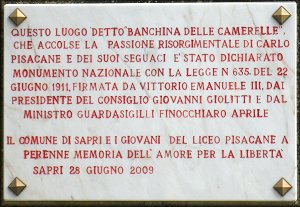 QUESTO LUOGO DETTO "BANCHINA DELLE CAMERELLE"
CHE ACCOLSE LA PASSIONE RISORGIMENTALE DI CARLO
PISACANE E DEI SUOI SEGUACI E' STATO DICHIARATO
MONUMENTO NAZIONALE CON LA LEGGE N 635 DEL 22
GIUGNO 1911, FIRMATA DA VITTORIO EMANUELE III, DAL
PRESIDENTE DEL CONSIGLIO GIOVANNI GIOLITTI E DAL
MINISTRO GUARDASIGILLI FINOCCHIARO APRILE
IL COMUNE DI SAPRI E I GIOVANI DEL LICEO PISACANE A
PERENNE MEMORIA DELL'AMORE PER LA LIBERTA'
SAPRI 28 GIUGNO 2009